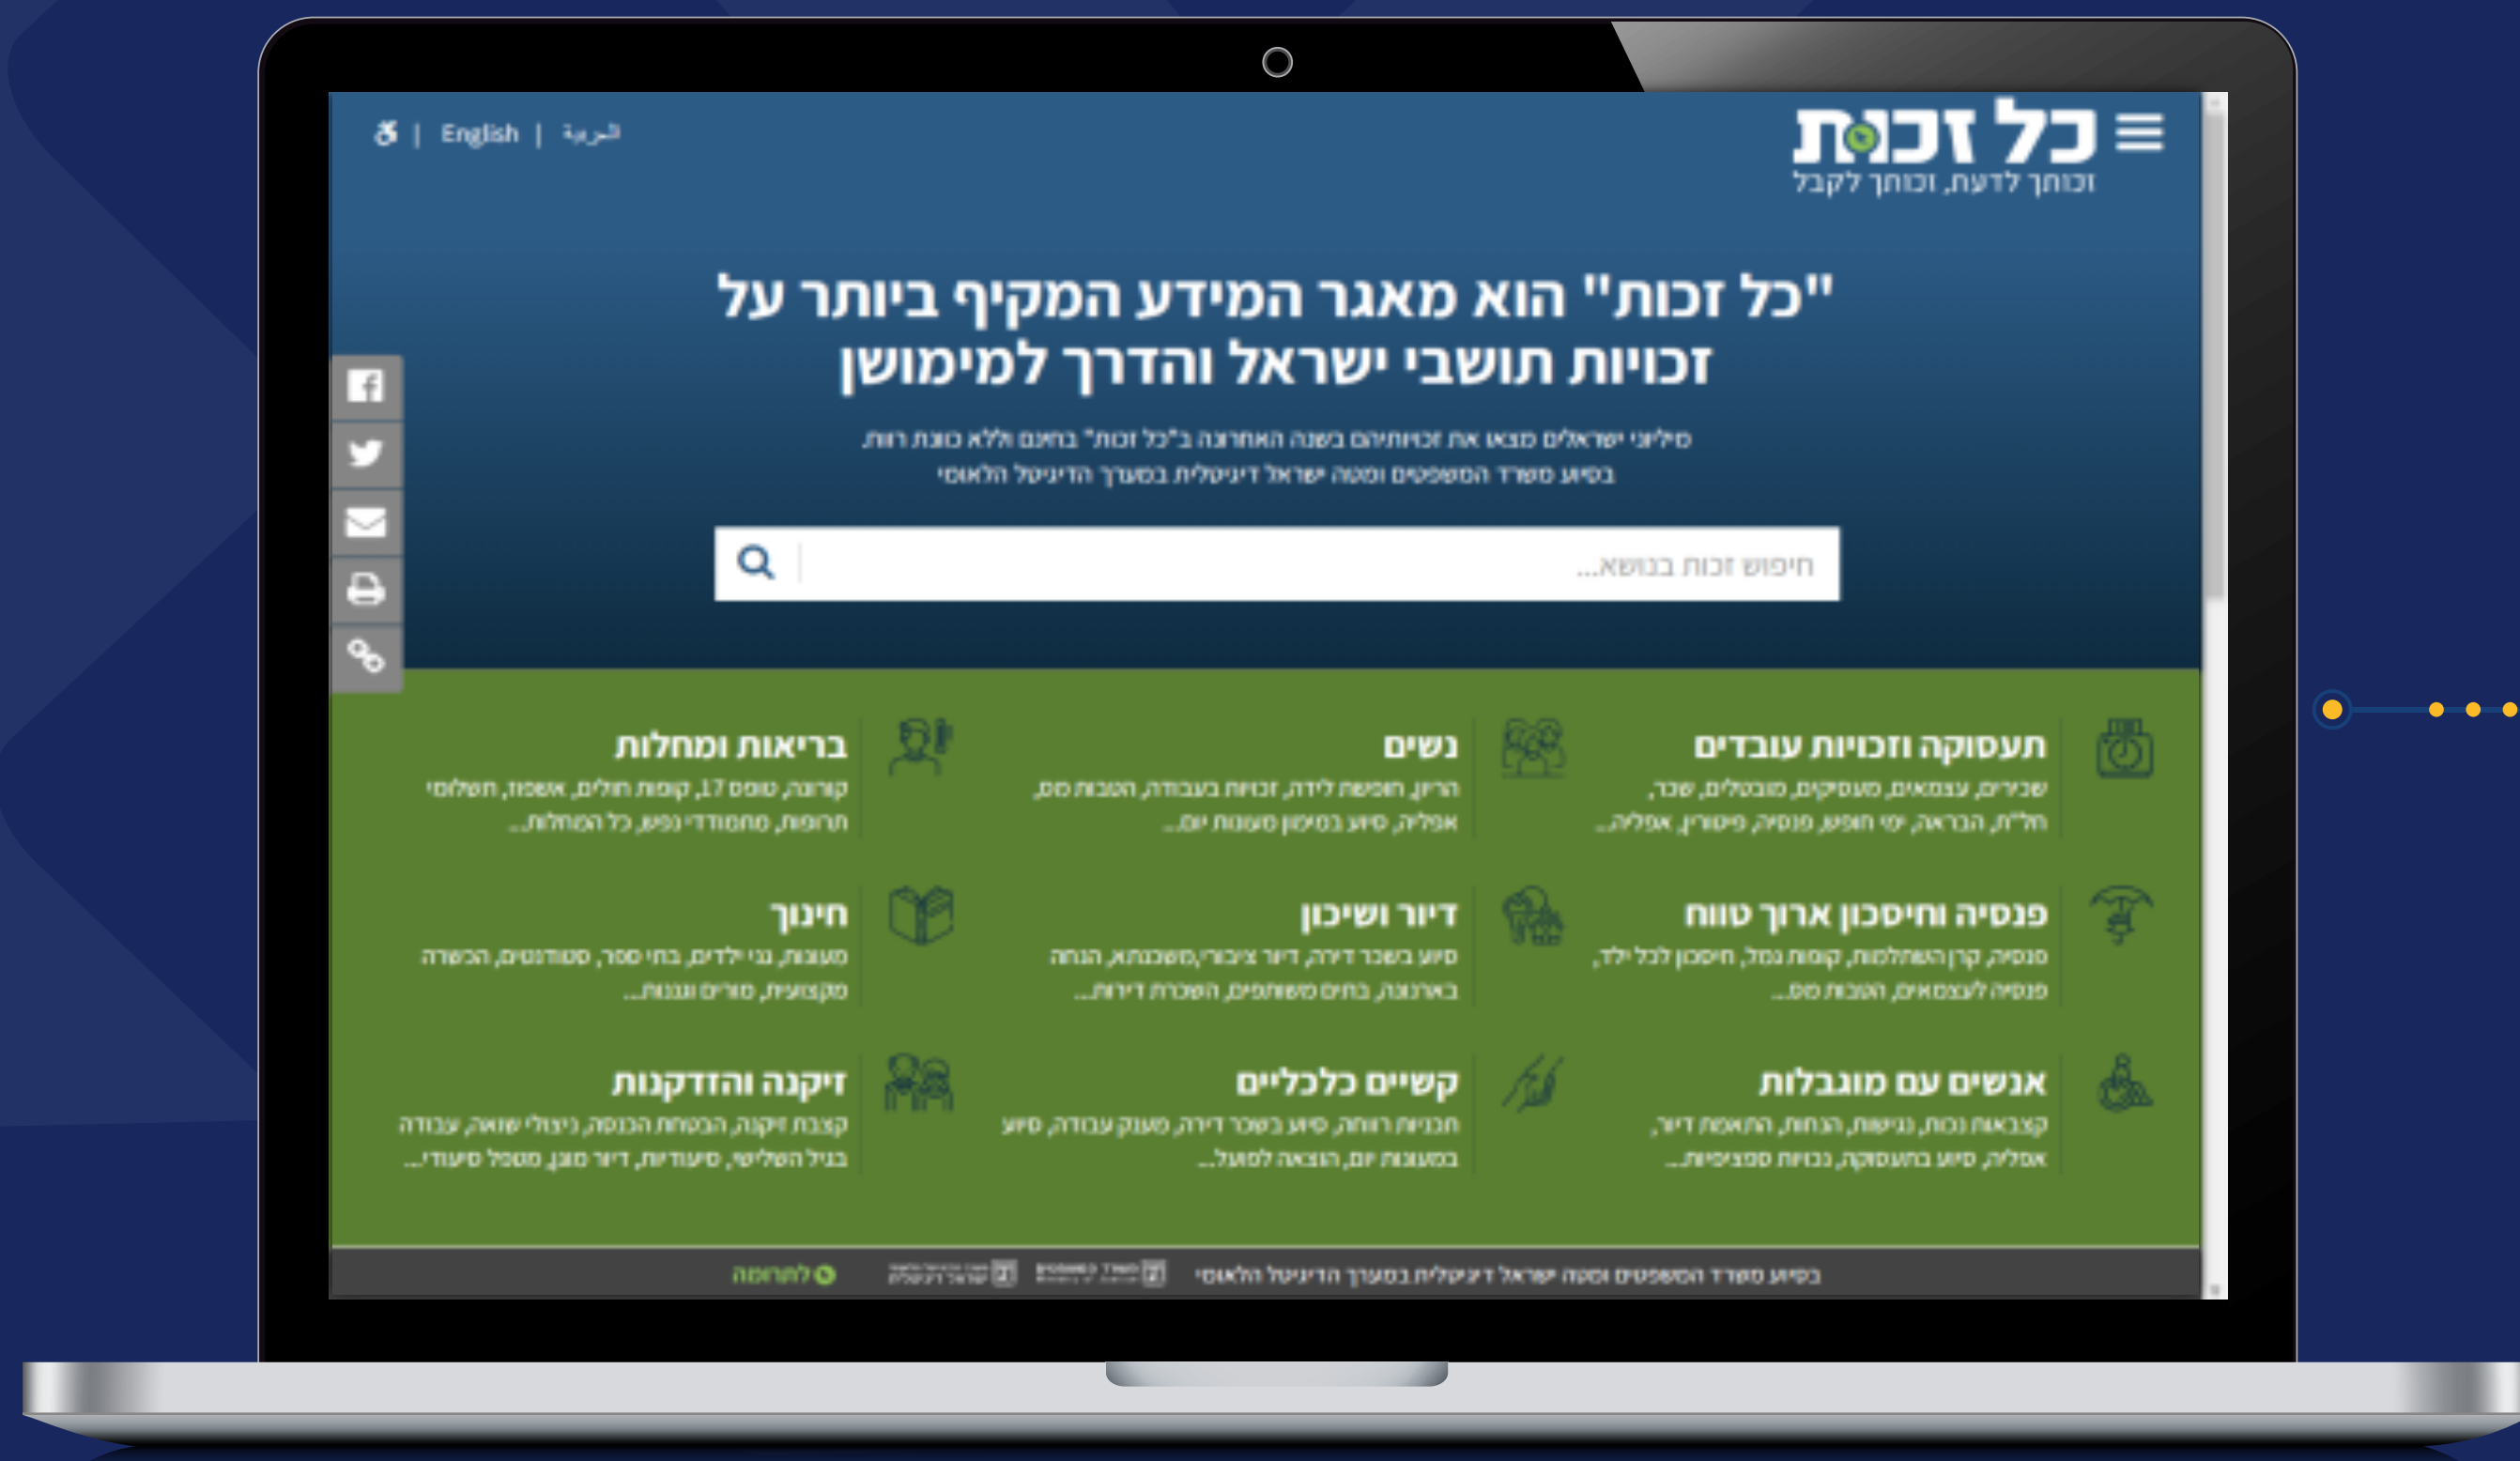 כל זכות
זכותך לדעת, זכותך לקבל
العربية | English |
"כל זכות" הוא מאגר המידע המקיף ביותר על
זכויות תושבי ישראל והדרך למימושן
מיליוני ישראלים מצאו את זכויותיהם בשנה האחרונה ב"כל זכות" בחינם וללא כוונת רווח.
בסיוע משרד המשפטים ומטה ישראל דיגיטלית במערך הדיגיטל הלאומי
חיפוש זכות בנושא...
תעסוקה וזכויות עובדים
שכירים, עצמאים, מעסיקים, מובטלים, שכר,
חל"ת, הבראה, ימי חופש, פנסיה, פיטורין, אפליה...
נשים
הריון, חופשת לידה, זכויות בעבודה, הטבות מס,
אפליה, סיוע במימון מעונות יום...
בריאות ומחלות
קורונה, טופס 17, קופות חולים, אשפוז, תשלומי
תרופות, מתמודדי נפש, כל המחלות...
פנסיה וחיסכון ארוך טווח
פנסיה, קרן השתלמות, קופות גמל, חיסכון לכל ילד,
פנסיה לעצמאים, הטבות מס...
דיור ושיכון
סיוע בשכר דירה, דיור ציבורי,משכנתא, הנחה
בארנונה, בתים משותפים, השכרת דירות...
חינוך
מעונות, גני ילדים, בתי ספר, סטודנטים, הכשרה
מקצועית, מורים וגננות...
אנשים עם מוגבלות
קצבאות נכות, נגישות, הנחות, התאמת דיור,
אפליה, סיוע בתעסוקה, נכויות ספציפיות...
קשיים כלכליים
תכניות רווחה, סיוע בשכר דירה, מענק עבודה, סיוע
במעונות יום, הוצאה לפועל...
זיקנה והזדקנות
קצבת זיקנה, הבטחת הכנסה, ניצולי שואה, עבודה
בגיל השלישי, סיעודיות, דיור מוגן, מטפל סיעודי...
בסיוע משרד המשפטים ומטה ישראל דיגיטלית במערך הדיגיטל הלאומי
משרד המשפטים
ישראל דיגיטלית
לתרומה